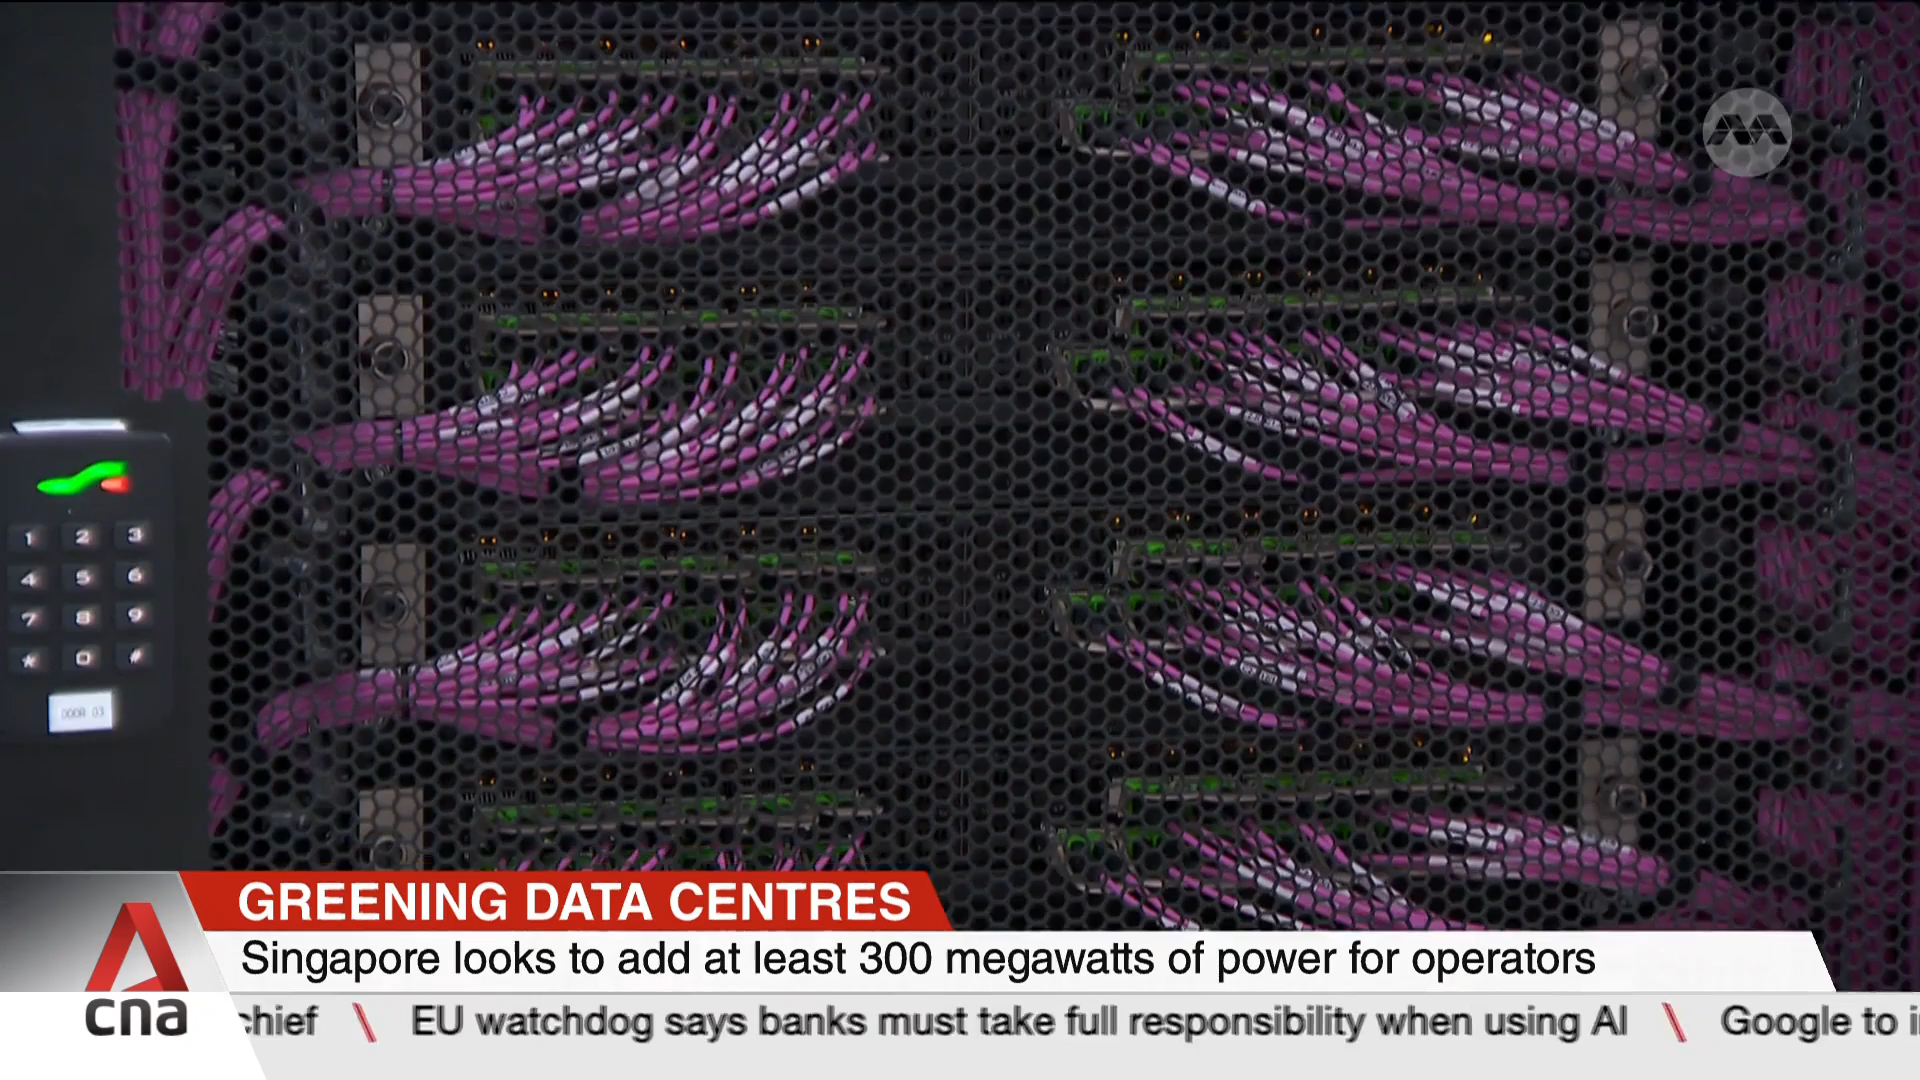 1 2 3
4 5 6
7 8 9
* 0 #
DOOR 03
GREENING DATA CENTRES
Singapore looks to add at least 300 megawatts of power for operators
cna
chief \ EU watchdog says banks must take full responsibility when using AI \ Google to i